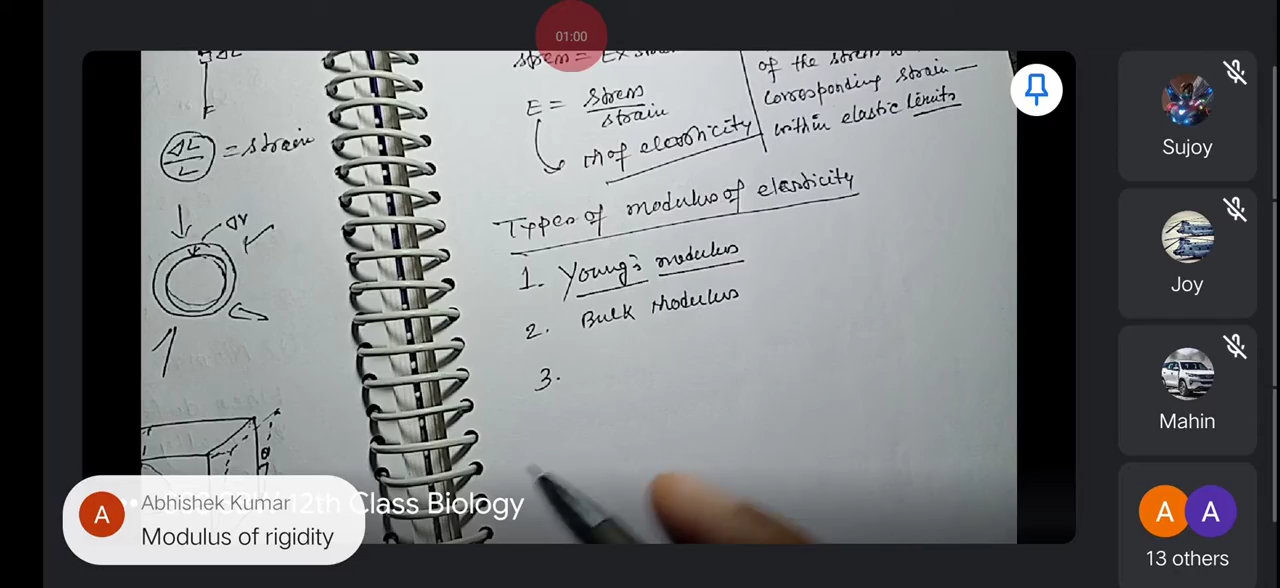 01:00
ΔL
stress = E x
of the stress
E = stress/strain
corresponding strain
within elastic limits
M of elasticity
ΔL/L = strain
Types of modulus of elasticity
Δr
1. Young's modulus
2. Bulk Modulus
3.
θ
12th Class Biology
Abhishek Kumar
A
Modulus of rigidity
Sujoy
Joy
Mahin
A A
13 others